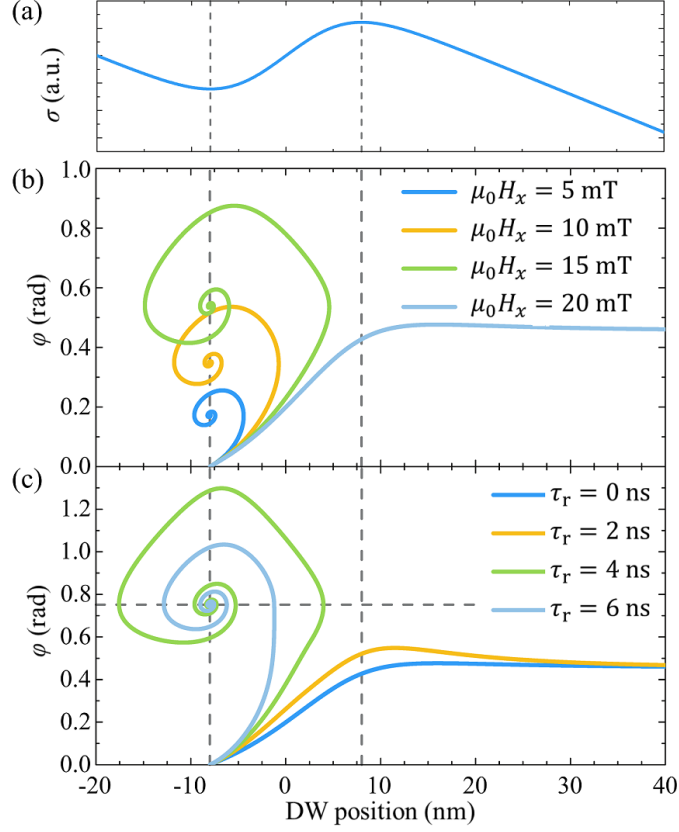 (a)
σ (a.u.)
(b)
1.0
0.8
0.6
0.4
0.2
0.0
φ (rad)
μ₀Hₓ = 5 mT
μ₀Hₓ = 10 mT
μ₀Hₓ = 15 mT
μ₀Hₓ = 20 mT
(c)
1.2
1.0
0.8
0.6
0.4
0.2
0.0
φ (rad)
τᵣ = 0 ns
τᵣ = 2 ns
τᵣ = 4 ns
τᵣ = 6 ns
-20 -10 0 10 20 30 40
DW position (nm)